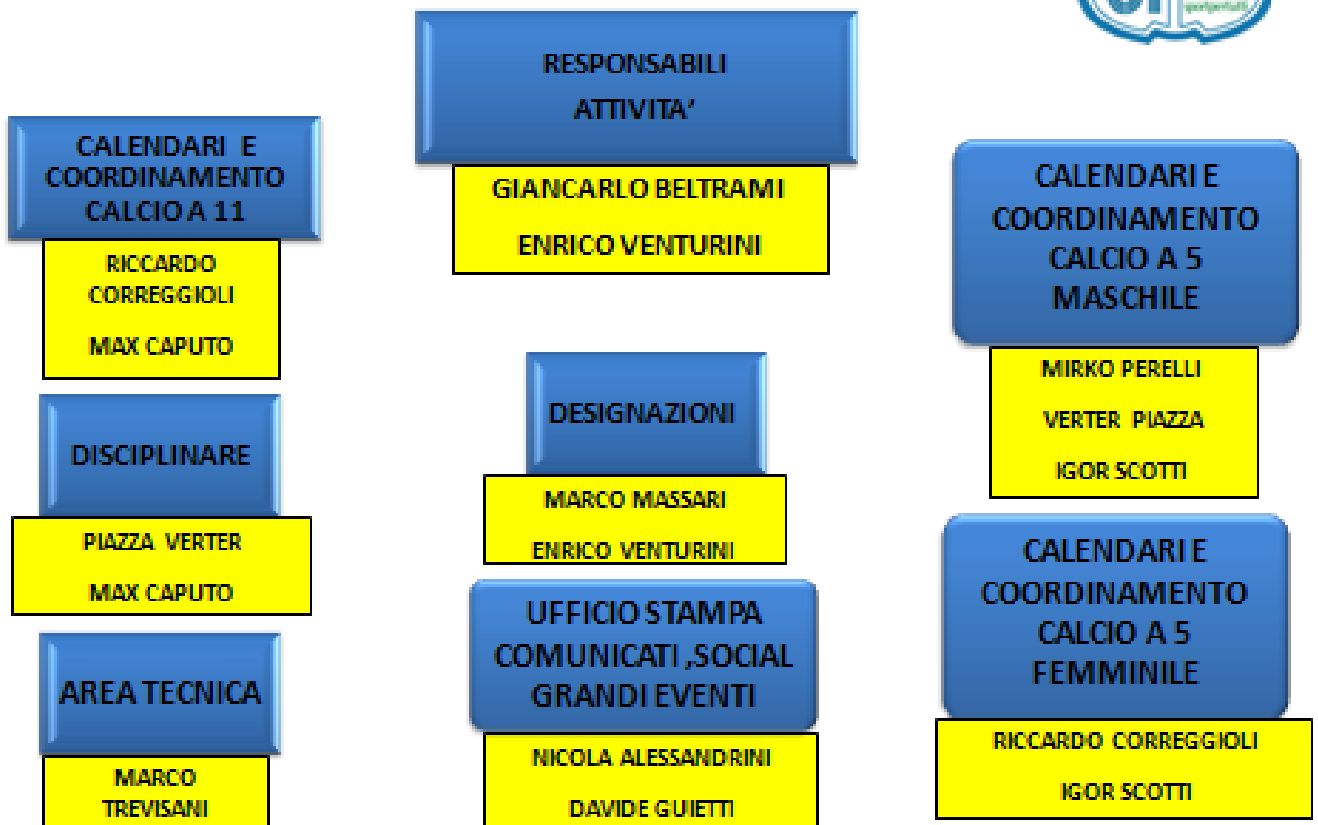 sportpertutti
RESPONSABILI
ATTIVITA'
GIANCARLO BELTRAMI
ENRICO VENTURINI
CALENDARI E
COORDINAMENTO
CALCIO A 11
RICCARDO
CORREGGIOLI
MAX CAPUTO
DISCIPLINARE
PIAZZA VERTER
MAX CAPUTO
AREA TECNICA
MARCO
TREVISANI
DESIGNAZIONI
MARCO MASSARI
ENRICO VENTURINI
UFFICIO STAMPA
COMUNICATI ,SOCIAL
GRANDI EVENTI
NICOLA ALESSANDRINI
DAVIDE GUIETTI
CALENDARI E
COORDINAMENTO
CALCIO A 5
MASCHILE
MIRKO PERELLI
VERTER PIAZZA
IGOR SCOTTI
CALENDARI E
COORDINAMENTO
CALCIO A 5
FEMMINILE
RICCARDO CORREGGIOLI
IGOR SCOTTI